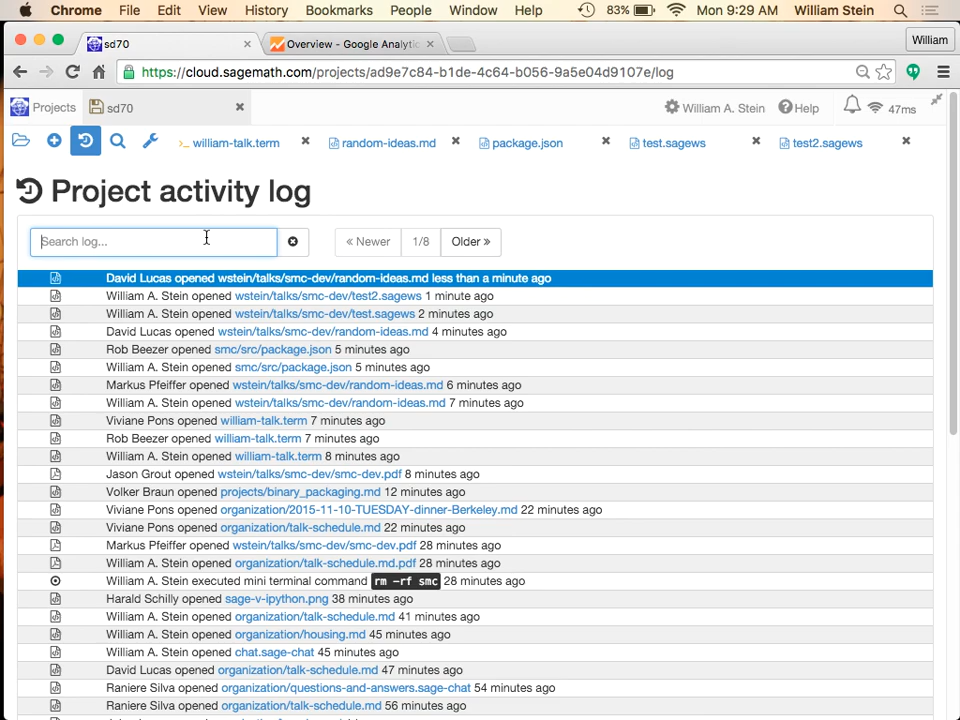 Chrome File Edit View History Bookmarks People Window Help 83% Mon 9:29 AM William Stein
sd70 Overview - Google Analytic William
https://cloud.sagemath.com/projects/ad9e7c84-b1de-4c64-b056-9a5e04d9107e/log
Projects sd70 William A. Stein Help 47ms
william-talk.term random-ideas.md package.json test.sagews test2.sagews
Project activity log
Search log... « Newer 1/8 Older »
David Lucas opened wstein/talks/smc-dev/random-ideas.md less than a minute ago
William A. Stein opened wstein/talks/smc-dev/test2.sagews 1 minute ago
William A. Stein opened wstein/talks/smc-dev/test.sagews 2 minutes ago
David Lucas opened wstein/talks/smc-dev/random-ideas.md 4 minutes ago
Rob Beezer opened smc/src/package.json 5 minutes ago
William A. Stein opened smc/src/package.json 5 minutes ago
Markus Pfeiffer opened wstein/talks/smc-dev/random-ideas.md 6 minutes ago
William A. Stein opened wstein/talks/smc-dev/random-ideas.md 7 minutes ago
Viviane Pons opened william-talk.term 7 minutes ago
Rob Beezer opened william-talk.term 7 minutes ago
William A. Stein opened william-talk.term 8 minutes ago
Jason Grout opened wstein/talks/smc-dev/smc-dev.pdf 8 minutes ago
Volker Braun opened projects/binary_packaging.md 12 minutes ago
Viviane Pons opened organization/2015-11-10-TUESDAY-dinner-Berkeley.md 22 minutes ago
Viviane Pons opened organization/talk-schedule.md 22 minutes ago
Markus Pfeiffer opened wstein/talks/smc-dev/smc-dev.pdf 28 minutes ago
William A. Stein opened organization/talk-schedule.md.pdf 28 minutes ago
William A. Stein executed mini terminal command rm -rf smc 28 minutes ago
Harald Schilly opened sage-v-ipython.png 38 minutes ago
William A. Stein opened organization/talk-schedule.md 41 minutes ago
William A. Stein opened organization/housing.md 45 minutes ago
William A. Stein opened chat.sage-chat 45 minutes ago
David Lucas opened organization/talk-schedule.md 47 minutes ago
Raniere Silva opened organization/questions-and-answers.sage-chat 54 minutes ago
Raniere Silva opened organization/talk-schedule.md 56 minutes ago